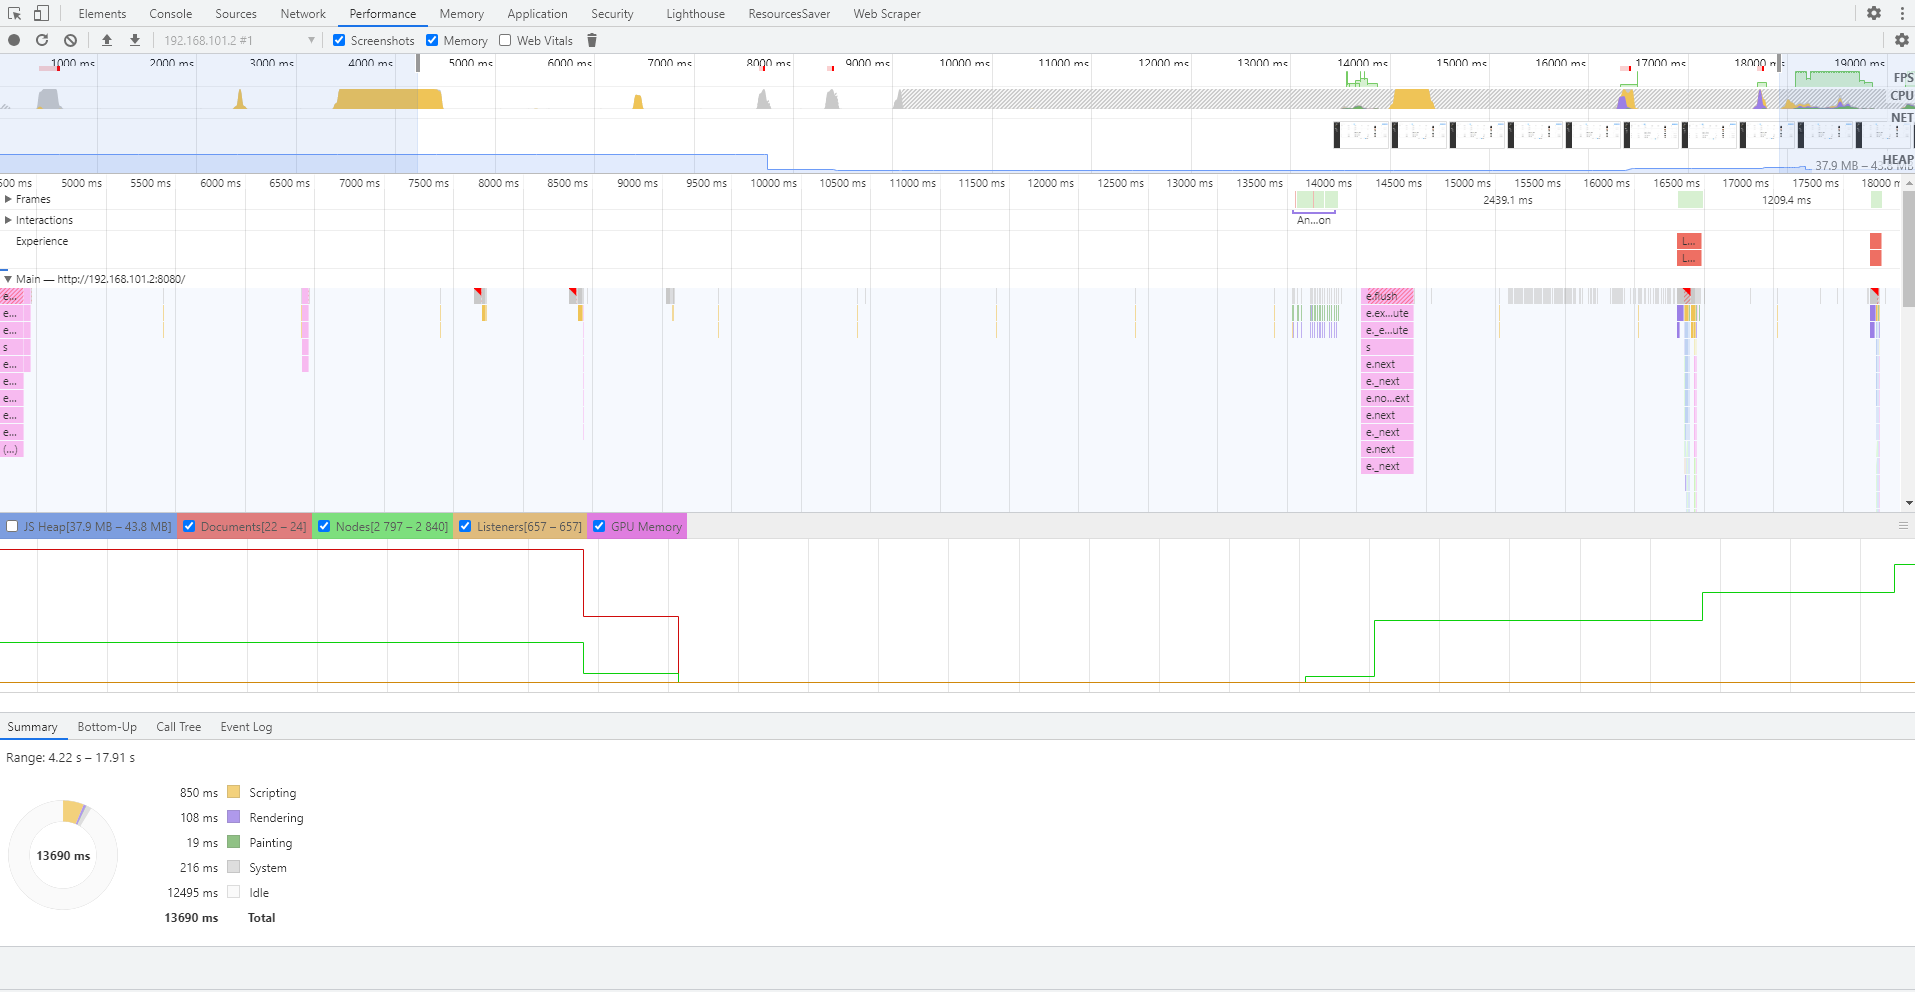 Elements Console Sources Network Performance Memory Application Security Lighthouse ResourcesSaver Web Scraper
192.168.101.2 #1 Screenshots Memory Web Vitals
1000 ms 2000 ms 3000 ms 4000 ms 5000 ms 6000 ms 7000 ms 8000 ms 9000 ms 10000 ms 11000 ms 12000 ms 13000 ms 14000 ms 15000 ms 16000 ms 17000 ms 18000 ms 19000 ms
FPS
CPU
NET
HEAP
37.9 MB – 43.8 MB
500 ms 5000 ms 5500 ms 6000 ms 6500 ms 7000 ms 7500 ms 8000 ms 8500 ms 9000 ms 9500 ms 10000 ms 10500 ms 11000 ms 11500 ms 12000 ms 12500 ms 13000 ms 13500 ms 14000 ms 14500 ms 15000 ms 15500 ms 16000 ms 16500 ms 17000 ms 17500 ms 18000 m
Frames 2439.1 ms 1209.4 ms
Interactions An...on
Experience L...
L...
Main — http://192.168.101.2:8080/
e... e.flush
e... e.ex...ute
e... e._e...ute
s s
e... e.next
e... e._next
e... e.no...ext
e... e.next
e... e._next
(...) e.next
e._next
JS Heap[37.9 MB – 43.8 MB] Documents[22 – 24] Nodes[2 797 – 2 840] Listeners[657 – 657] GPU Memory
Summary Bottom-Up Call Tree Event Log
Range: 4.22 s – 17.91 s
850 ms Scripting
108 ms Rendering
19 ms Painting
13690 ms
216 ms System
12495 ms Idle
13690 ms Total